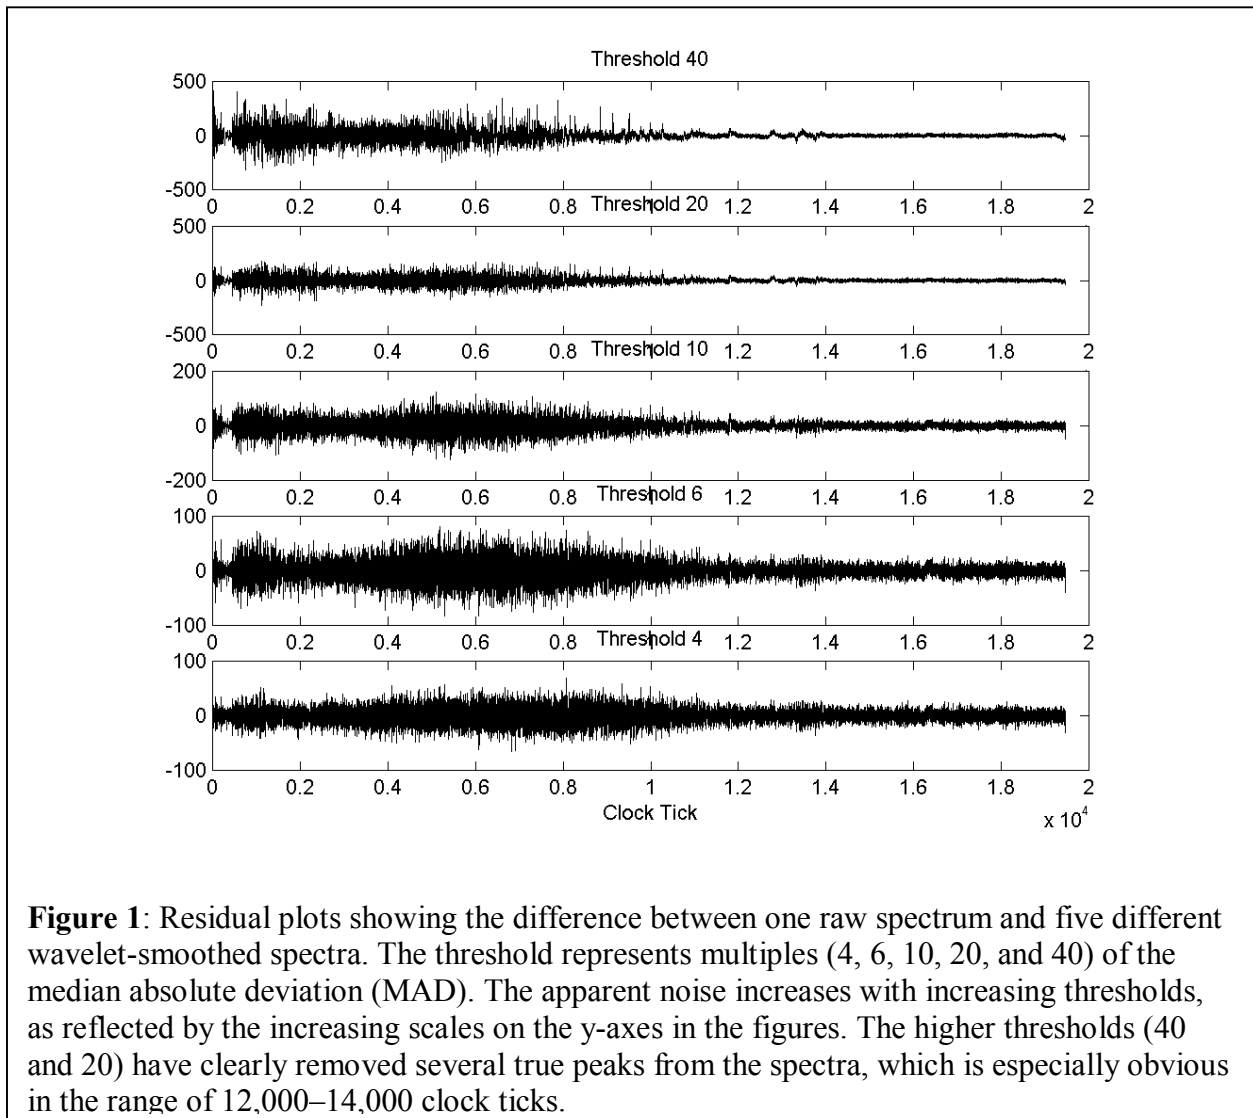 Threshold 40
500
0
-500
0 0.2 0.4 0.6 0.8 1 1.2 1.4 1.6 1.8 2
Threshold 20
500
0
-500
0 0.2 0.4 0.6 0.8 1 1.2 1.4 1.6 1.8 2
Threshold 10
200
0
-200
0 0.2 0.4 0.6 0.8 1 1.2 1.4 1.6 1.8 2
Threshold 6
100
0
-100
0 0.2 0.4 0.6 0.8 1 1.2 1.4 1.6 1.8 2
Threshold 4
100
0
-100
0 0.2 0.4 0.6 0.8 1 1.2 1.4 1.6 1.8 2
Clock Tick
x 10⁴
Figure 1: Residual plots showing the difference between one raw spectrum and five different
wavelet-smoothed spectra. The threshold represents multiples (4, 6, 10, 20, and 40) of the
median absolute deviation (MAD). The apparent noise increases with increasing thresholds,
as reflected by the increasing scales on the y-axes in the figures. The higher thresholds (40
and 20) have clearly removed several true peaks from the spectra, which is especially obvious
in the range of 12,000–14,000 clock ticks.